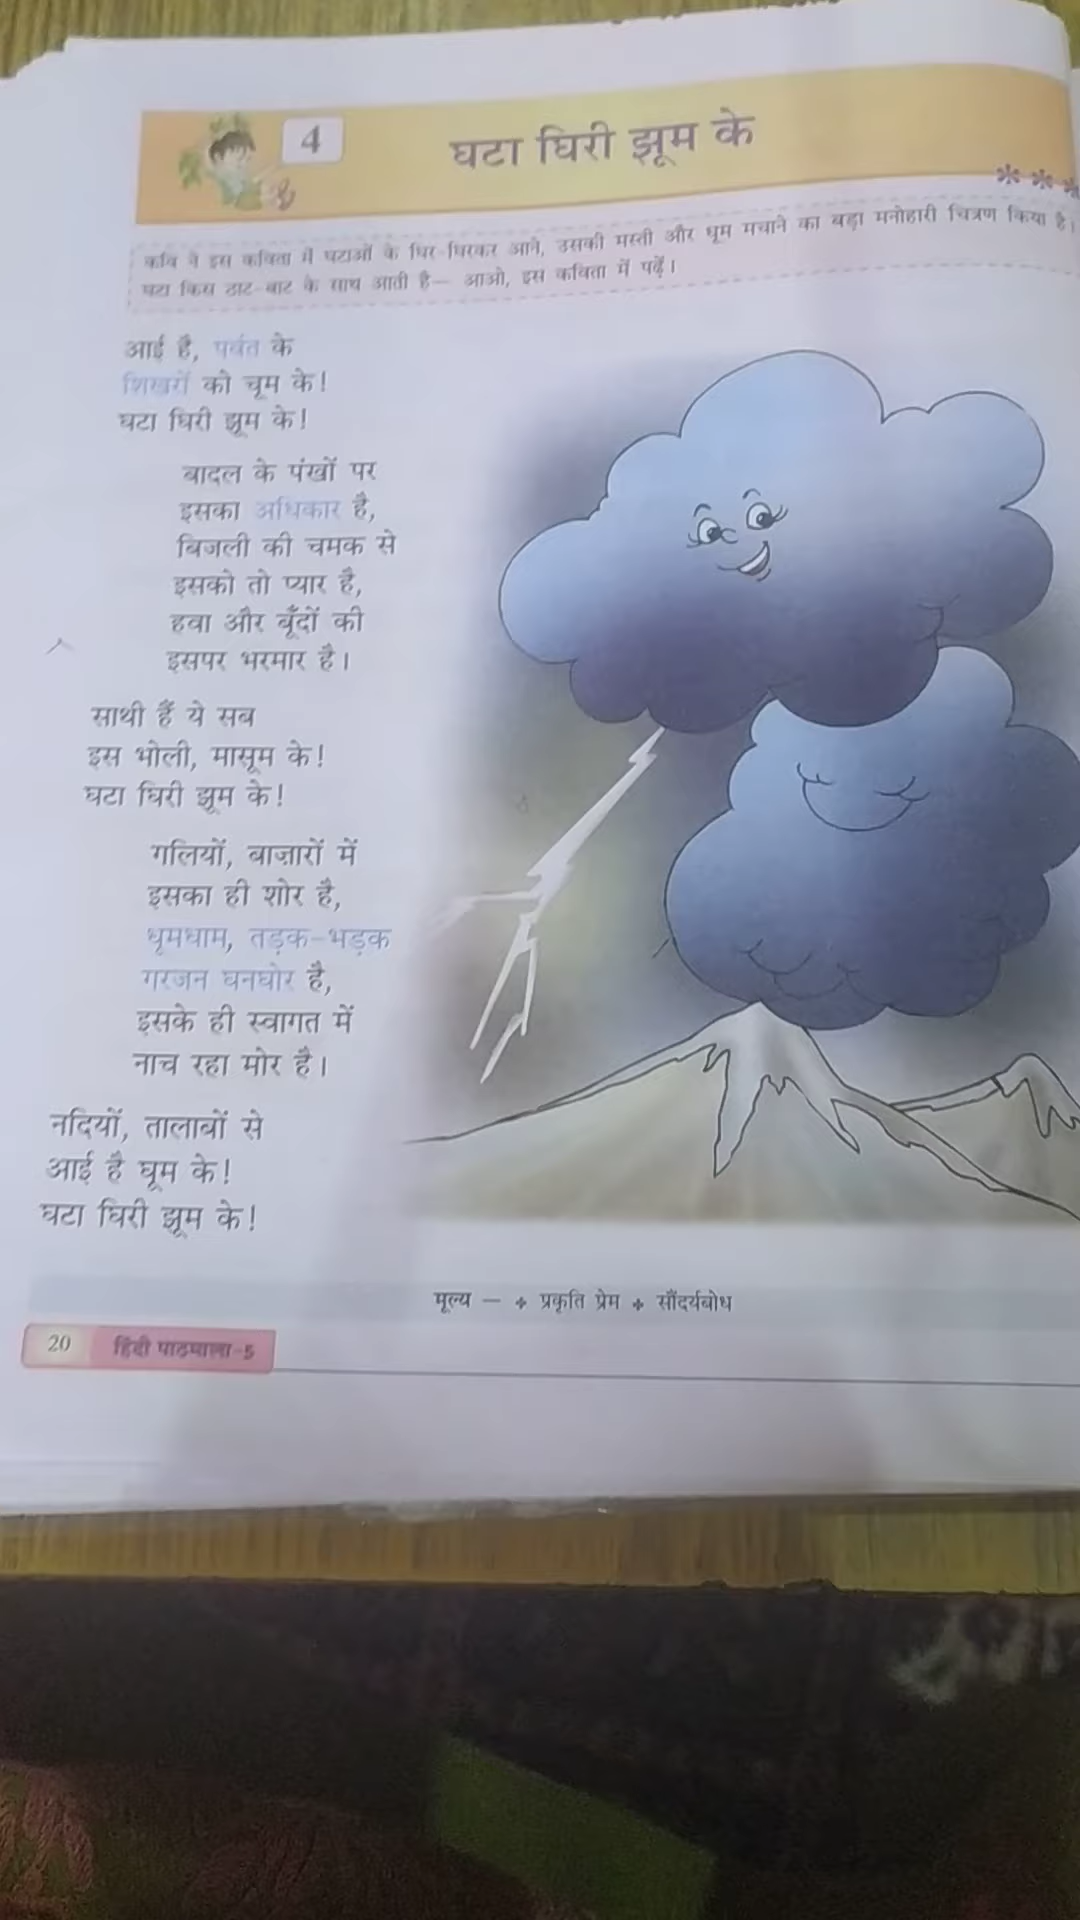 4
घटा घिरी झूम के
कवि ने इस कविता में घटाओं के घिर-घिरकर आने, उसकी मस्ती और धूम मचाने का बड़ा मनोहारी चित्रण किया है।
घटा किस ठाट-बाट के साथ आती है— आओ, इस कविता में पढ़ें।
आई है, पर्वत के
शिखरों को चूम के!
घटा घिरी झूम के!
बादल के पंखों पर
इसका अधिकार है,
बिजली की चमक से
इसको तो प्यार है,
हवा और बूँदों की
इसपर भरमार है।
साथी हैं ये सब
इस भोली, मासूम के!
घटा घिरी झूम के!
गलियों, बाज़ारों में
इसका ही शोर है,
धूमधाम, तड़क-भड़क
गरजन घनघोर है,
इसके ही स्वागत में
नाच रहा मोर है।
नदियों, तालाबों से
आई है घूम के!
घटा घिरी झूम के!
मूल्य — + प्रकृति प्रेम + सौंदर्यबोध
20 हिंदी पाठमाला-5